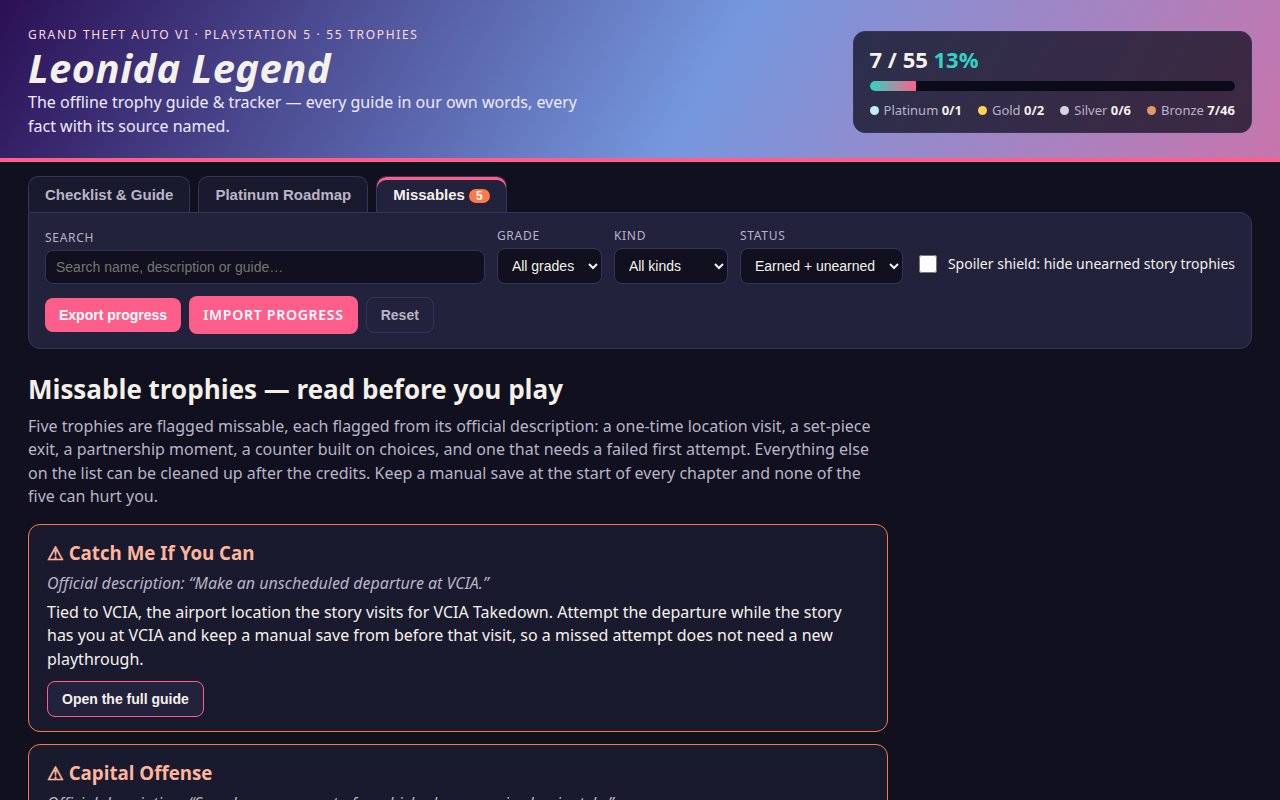 GRAND THEFT AUTO VI · PLAYSTATION 5 · 55 TROPHIES
Leonida Legend
The offline trophy guide & tracker — every guide in our own words, every
fact with its source named.
7 / 55 13%
Platinum 0/1 Gold 0/2 Silver 0/6 Bronze 7/46
Checklist & Guide
Platinum Roadmap
Missables 5
SEARCH
Search name, description or guide…
GRADE
All grades
KIND
All kinds
STATUS
Earned + unearned
Spoiler shield: hide unearned story trophies
Export progress
IMPORT PROGRESS
Reset
Missable trophies — read before you play
Five trophies are flagged missable, each flagged from its official description: a one-time location visit, a set-piece
exit, a partnership moment, a counter built on choices, and one that needs a failed first attempt. Everything else
on the list can be cleaned up after the credits. Keep a manual save at the start of every chapter and none of the
five can hurt you.
⚠ Catch Me If You Can
Official description: “Make an unscheduled departure at VCIA.”
Tied to VCIA, the airport location the story visits for VCIA Takedown. Attempt the departure while the story
has you at VCIA and keep a manual save from before that visit, so a missed attempt does not need a new
playthrough.
Open the full guide
⚠ Capital Offense